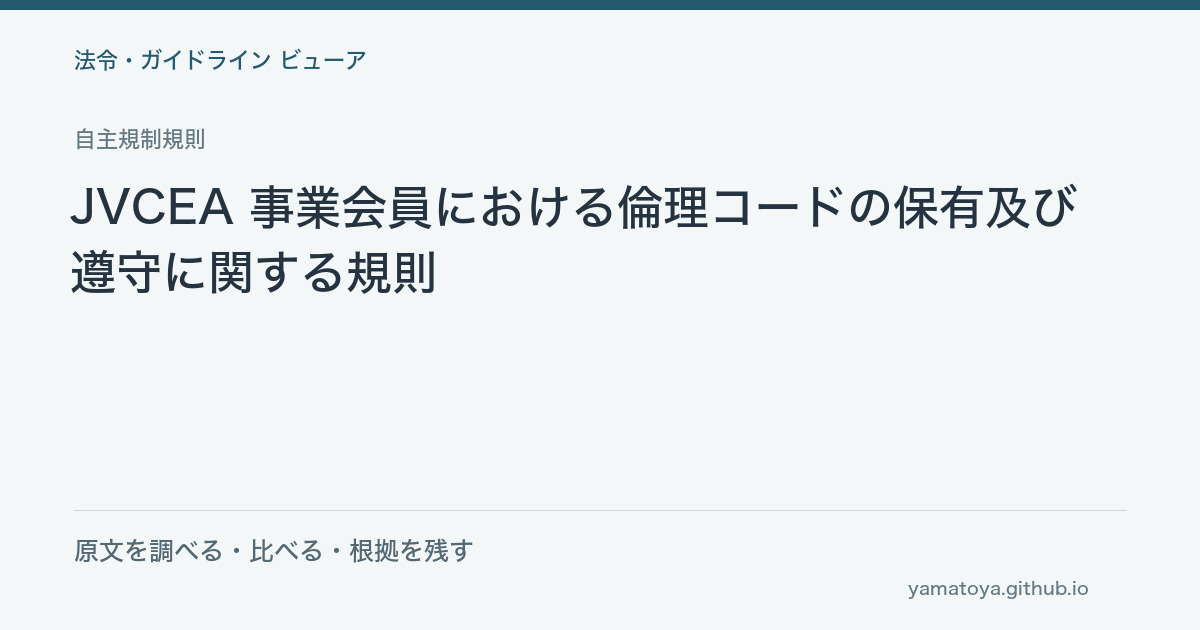 法令・ガイドライン ビューア
自主規制規則
JVCEA 事業会員における倫理コードの保有及び
遵守に関する規則
原文を調べる・比べる・根拠を残す
yamatoya.github.io